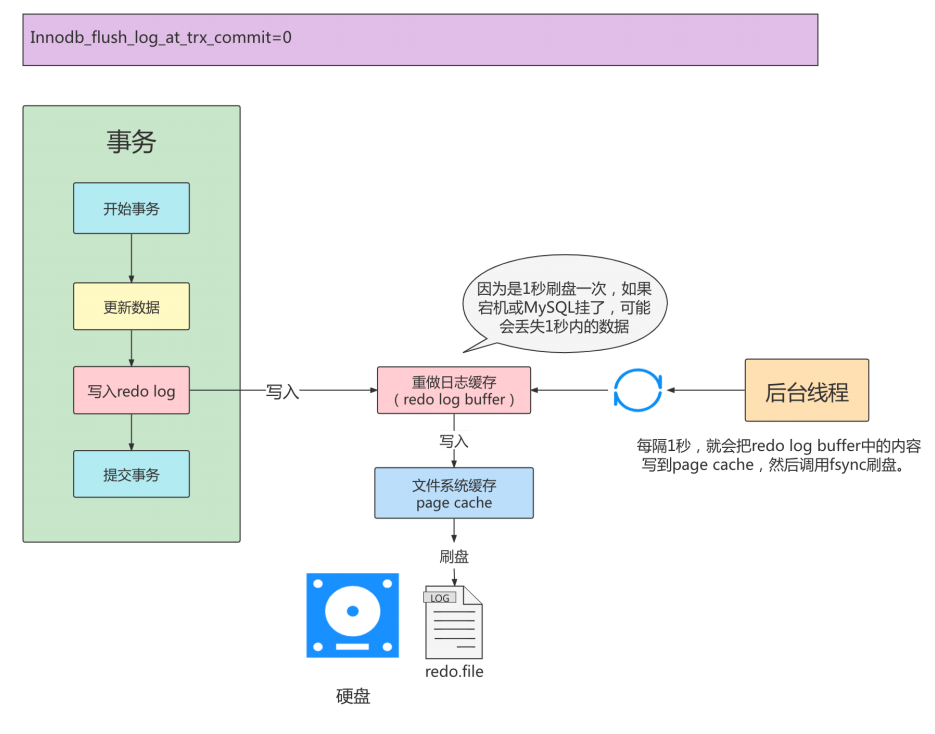 Innodb_flush_log_at_trx_commit=0
事务
开始事务
更新数据
写入redo log
提交事务
写入
因为是1秒刷盘一次，如果
宕机或MySQL挂了，可能
会丢失1秒内的数据
重做日志缓存
（redo log buffer）
写入
文件系统缓存
page cache
刷盘
LOG
redo.file
硬盘
后台线程
每隔1秒，就会把redo log buffer中的内容
写到page cache，然后调用fsync刷盘。